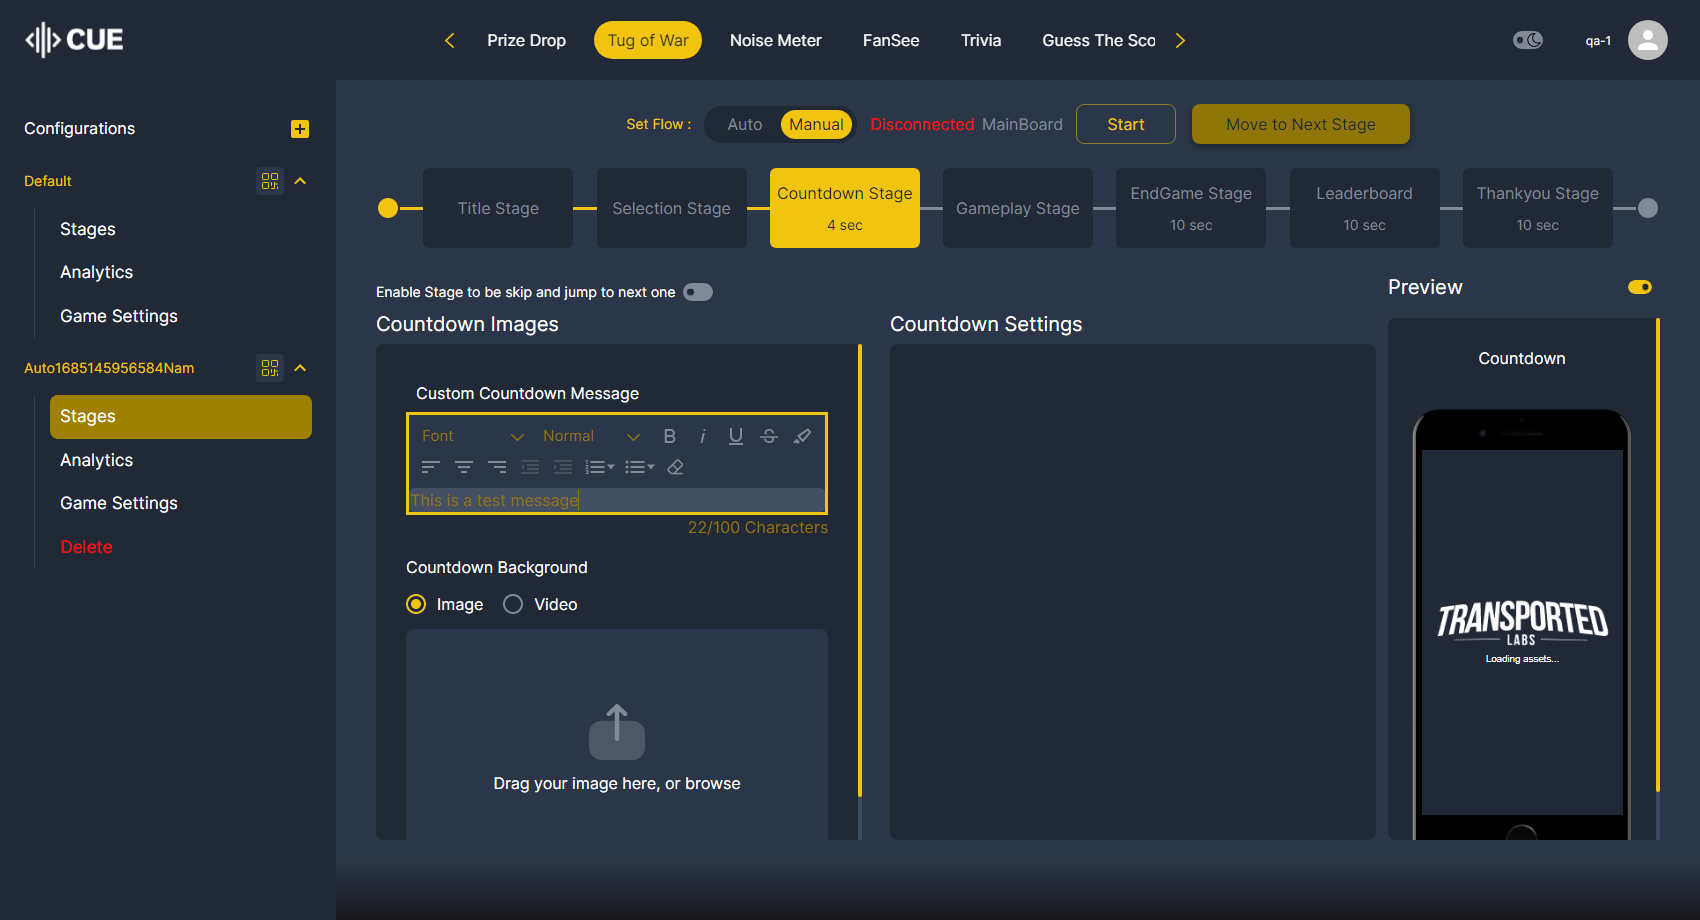 CUE
Prize Drop
Tug of War
Noise Meter
FanSee
Trivia
Guess The Sco
qa-1
Configurations
Default
Stages
Analytics
Game Settings
Auto1685145956584Nam
Stages
Analytics
Game Settings
Delete
Set Flow :
Auto
Manual
Disconnected MainBoard
Start
Move to Next Stage
Title Stage
Selection Stage
Countdown Stage
4 sec
Gameplay Stage
EndGame Stage
10 sec
Leaderboard
10 sec
Thankyou Stage
10 sec
Enable Stage to be skip and jump to next one
Countdown Images
Custom Countdown Message
Font
Normal
This is a test message
22/100 Characters
Countdown Background
Image
Video
Drag your image here, or browse
Countdown Settings
Preview
Countdown
TRANSPORTED
LABS
Loading assets...